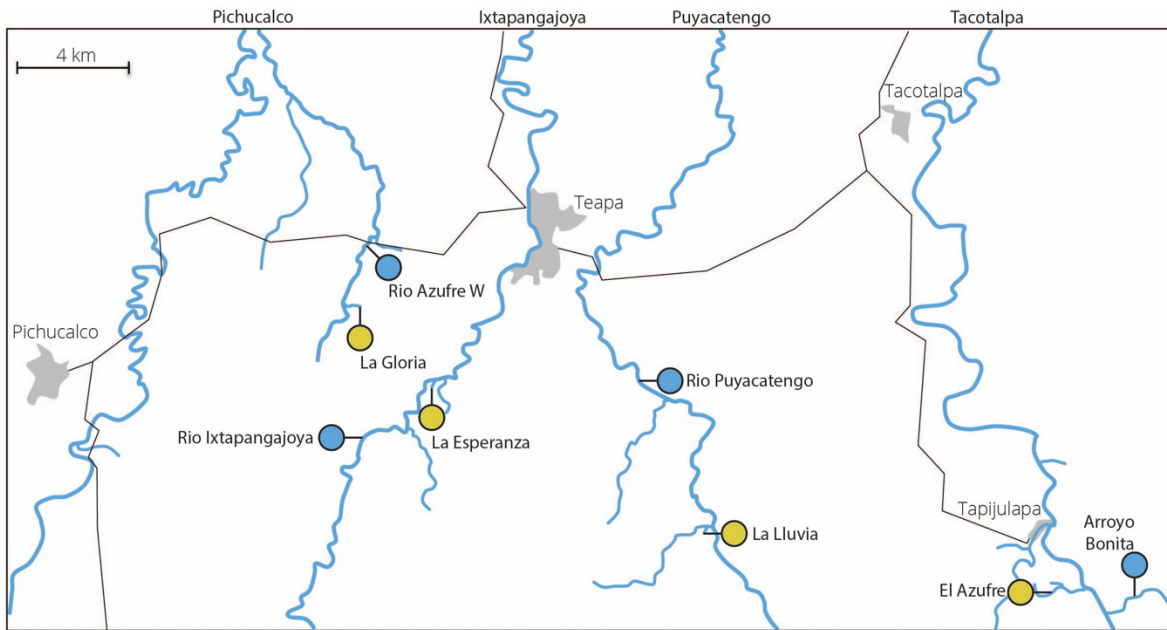 Pichucalco
Ixtapangajoya
Puyacatengo
Tacotalpa
4 km
Tacotalpa
Teapa
Rio Azufre W
Pichucalco
La Gloria
Rio Puyacatengo
Rio Ixtapangajoya
La Esperanza
Tapijulapa
Arroyo
Bonita
La Lluvia
El Azufre